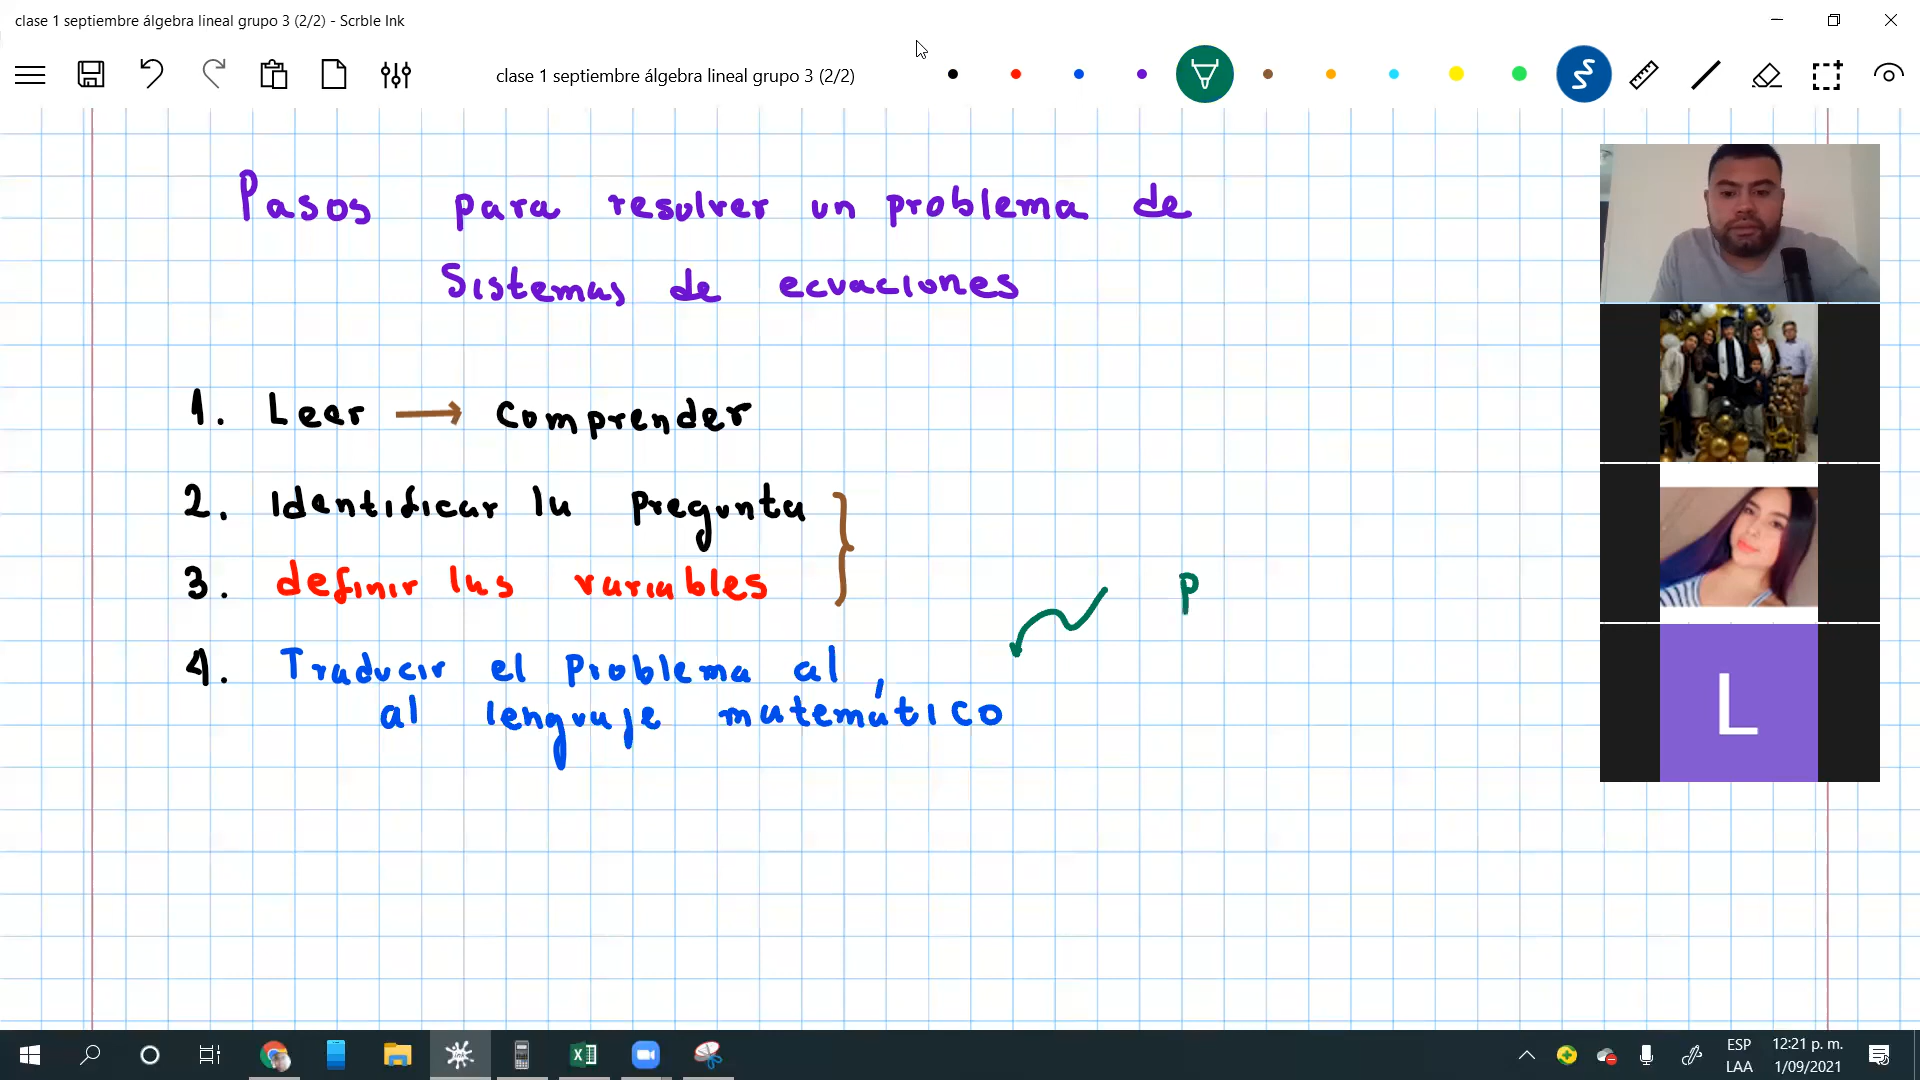 clase 1 septiembre álgebra lineal grupo 3 (2/2) - Scrble Ink
clase 1 septiembre álgebra lineal grupo 3 (2/2)
Pasos para resolver un problema de
Sistemas de ecuaciones
1. Leer → Comprender
2. Identificar la pregunta
3. definir las variables
P
4. Traducir el problema al
al lenguaje matemático
L
ESP
LAA
12:21 p. m.
1/09/2021